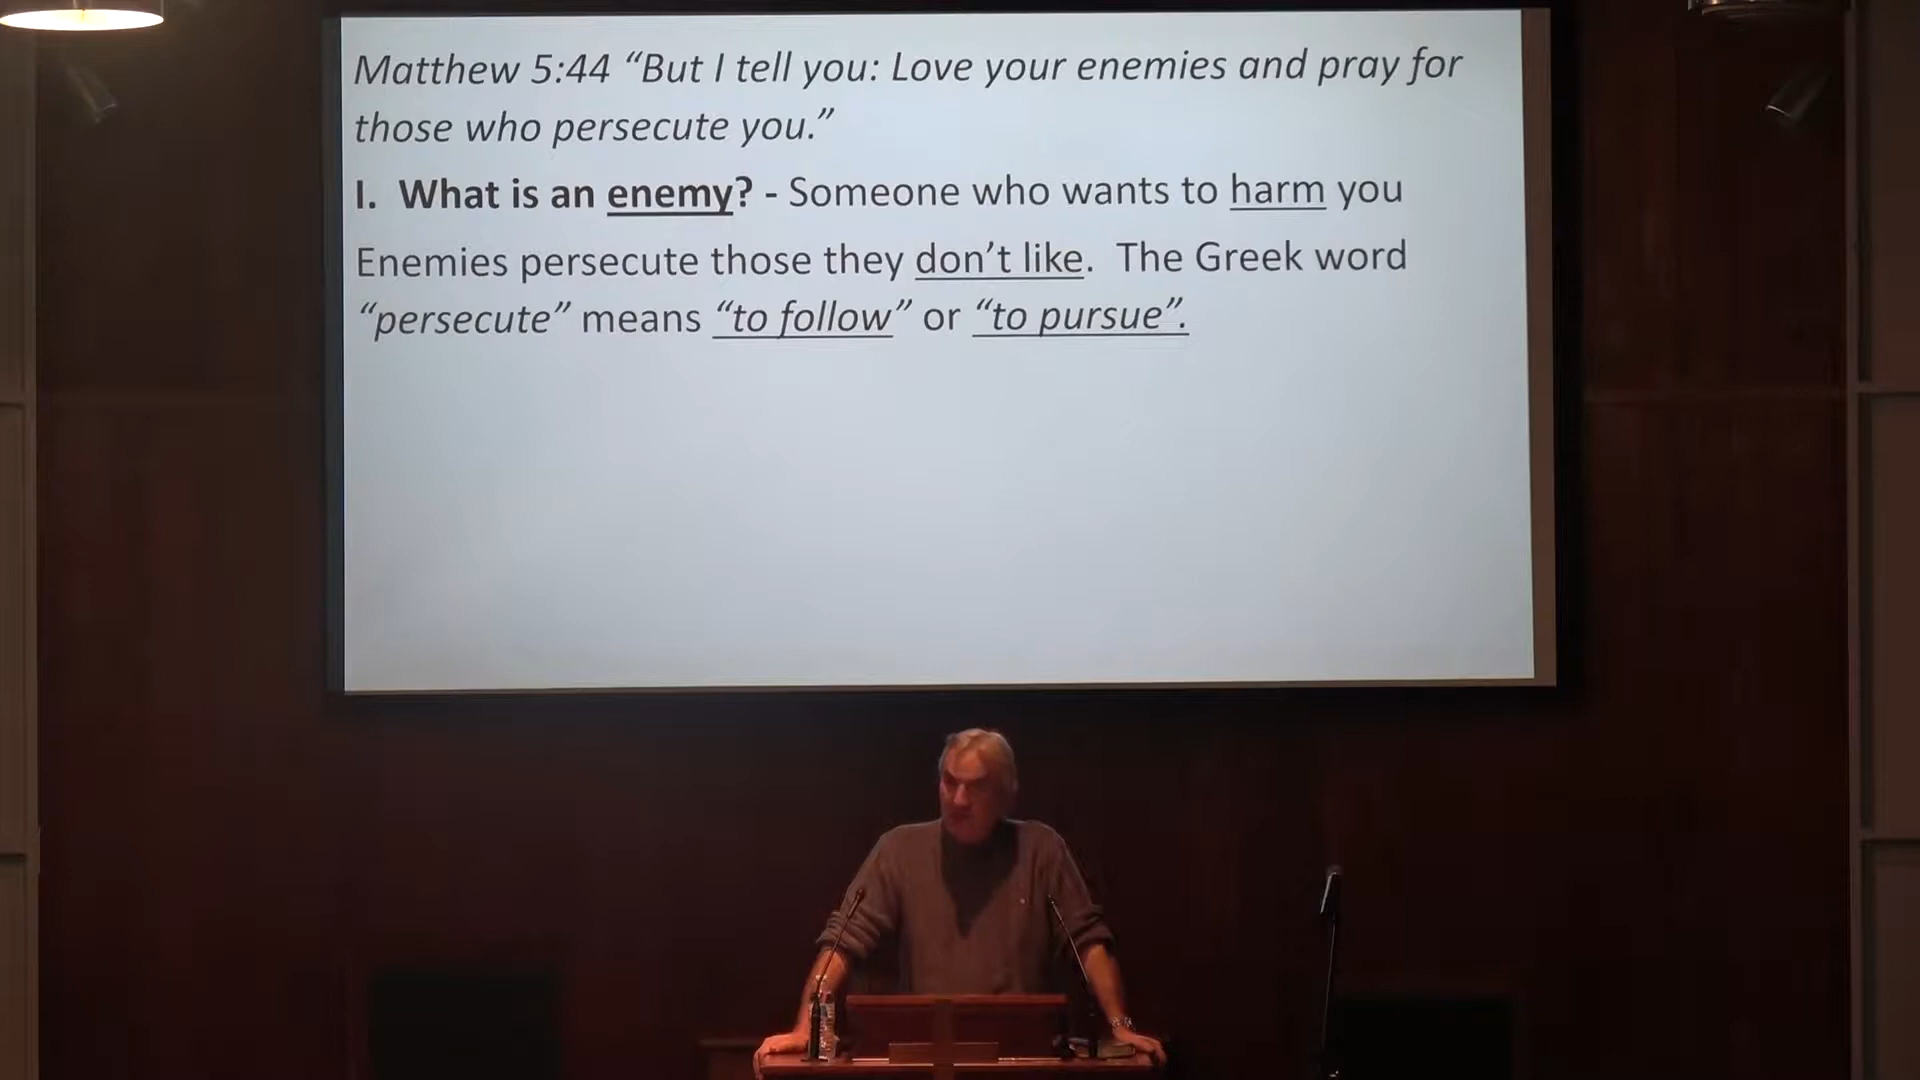 Matthew 5:44 “But I tell you: Love your enemies and pray for
those who persecute you.”
I. What is an enemy? - Someone who wants to harm you
Enemies persecute those they don’t like. The Greek word
“persecute” means “to follow” or “to pursue”.